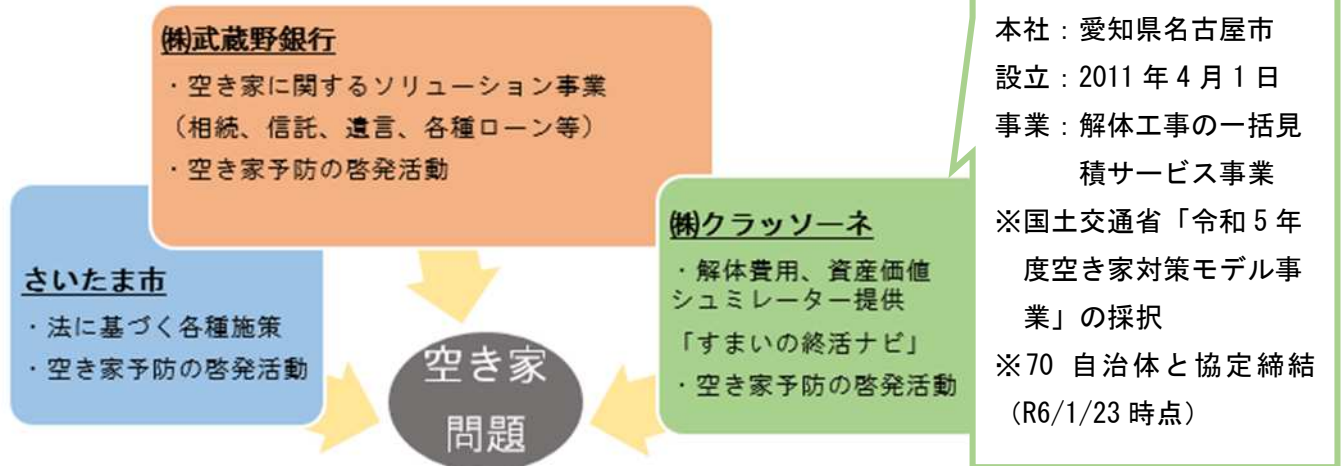 ㈱武蔵野銀行
・空き家に関するソリューション事業
（相続、信託、遺言、各種ローン等）
・空き家予防の啓発活動
さいたま市
・法に基づく各種施策
・空き家予防の啓発活動
㈱クラッソーネ
・解体費用、資産価値
シュミレーター提供
「すまいの終活ナビ」
・空き家予防の啓発活動
空き家
問題
本社：愛知県名古屋市
設立：2011年4月1日
事業：解体工事の一括見
積サービス事業
※国土交通省「令和5年
度空き家対策モデル事
業」の採択
※70 自治体と協定締結
（R6/1/23 時点）